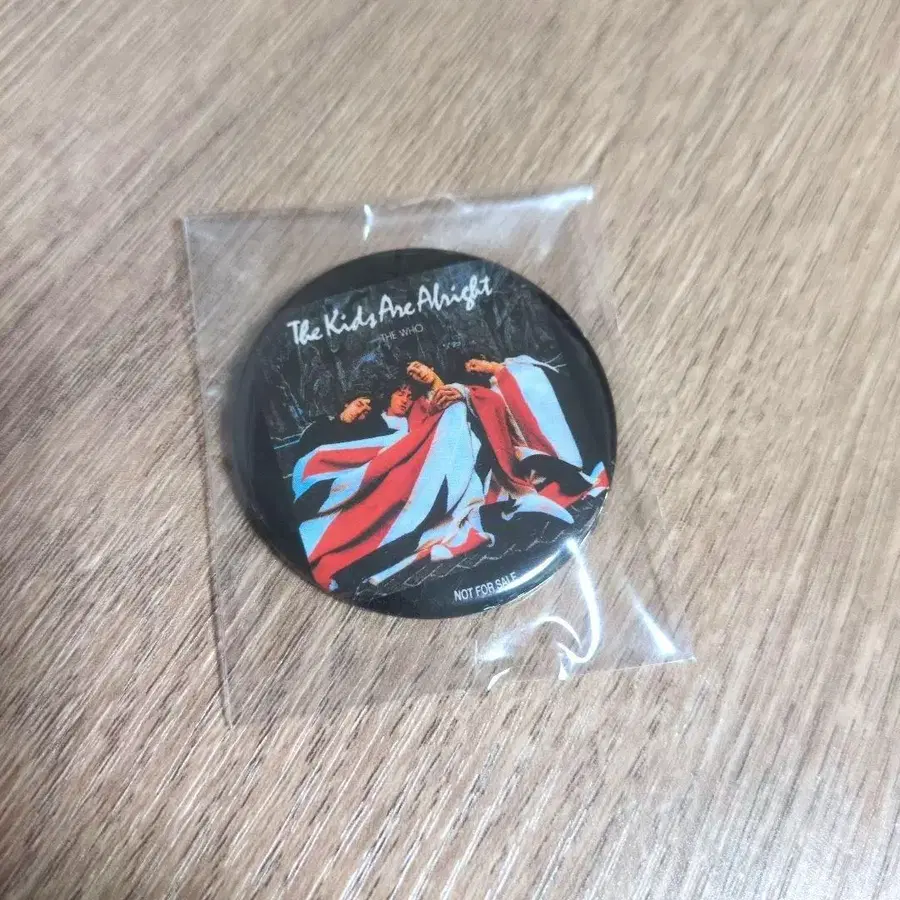 The Kids Are Alright
THE WHO
NOT FOR SALE